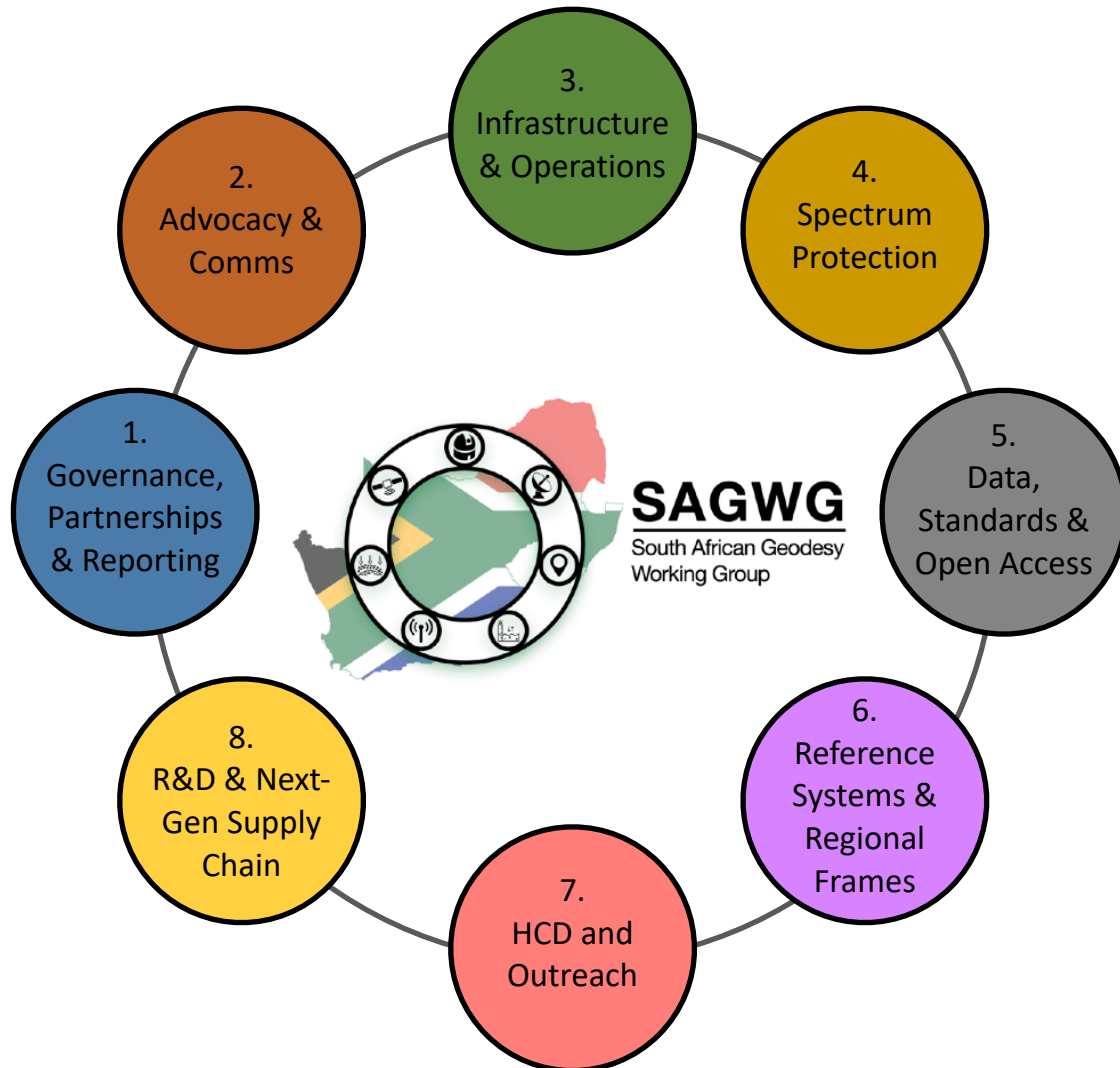 1.
Governance,
Partnerships
& Reporting
2.
Advocacy &
Comms
3.
Infrastructure
& Operations
4.
Spectrum
Protection
5.
Data,
Standards &
Open Access
6.
Reference
Systems &
Regional
Frames
7.
HCD and
Outreach
8.
R&D & Next-
Gen Supply
Chain
SAGWG
South African Geodesy
Working Group